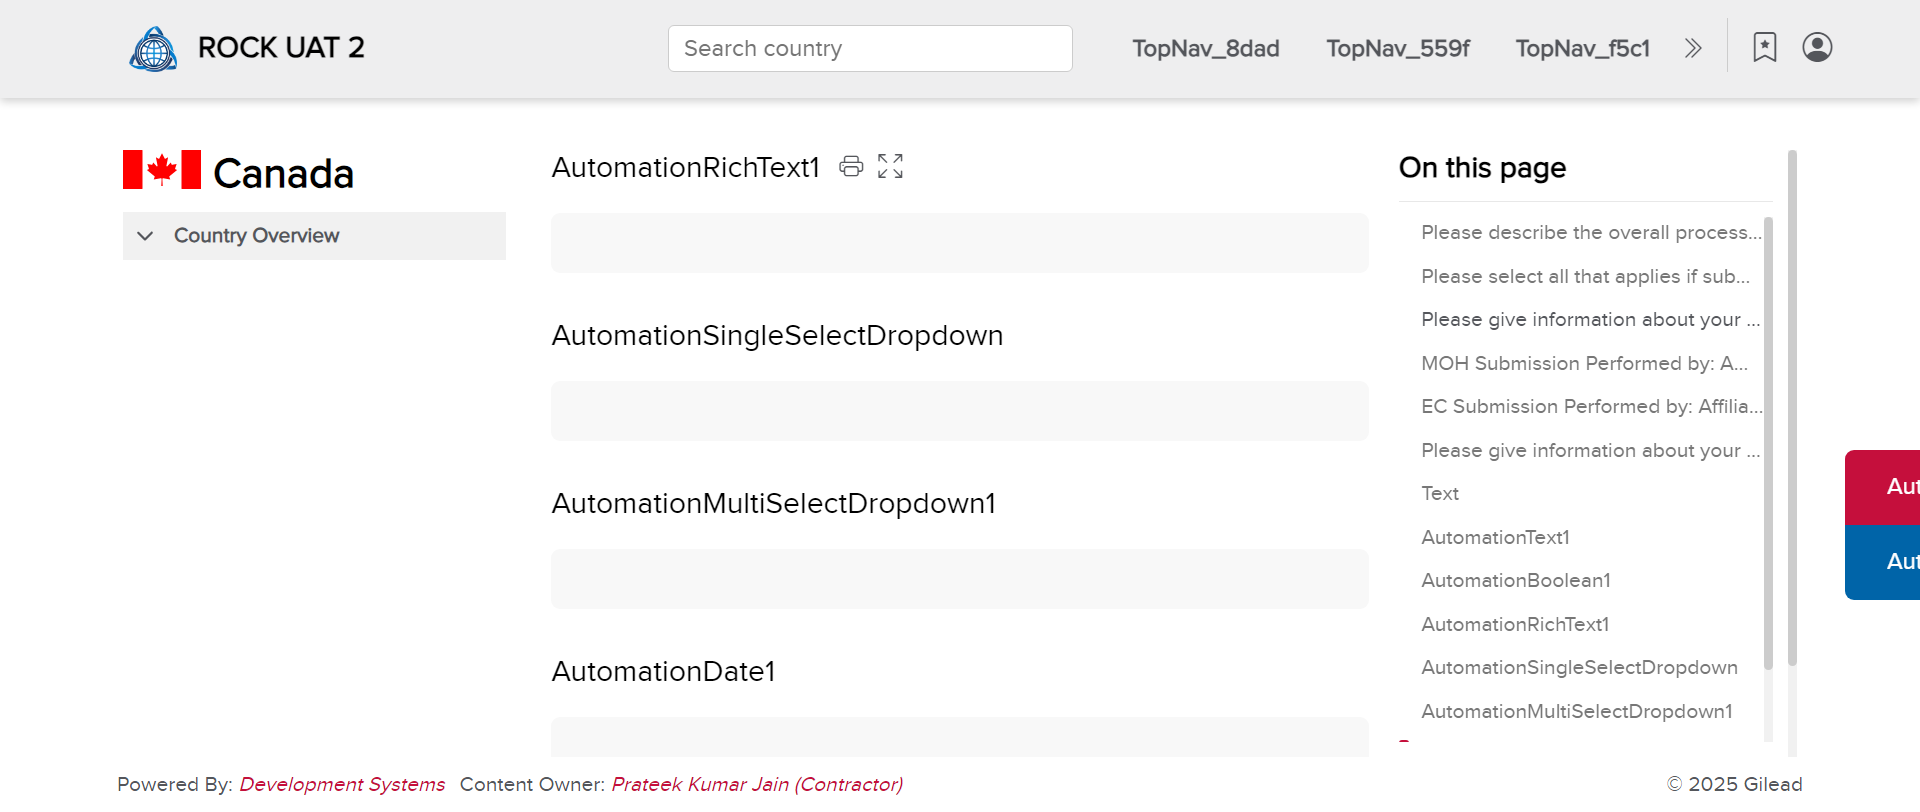 ROCK UAT 2
Search country
TopNav_8dad
TopNav_559f
TopNav_f5c1
Canada
Country Overview
AutomationRichText1
AutomationSingleSelectDropdown
AutomationMultiSelectDropdown1
AutomationDate1
On this page
Please describe the overall process...
Please select all that applies if sub...
Please give information about your ...
MOH Submission Performed by: A...
EC Submission Performed by: Affilia...
Please give information about your ...
Text
AutomationText1
AutomationBoolean1
AutomationRichText1
AutomationSingleSelectDropdown
AutomationMultiSelectDropdown1
Aut
Aut
Powered By: Development Systems Content Owner: Prateek Kumar Jain (Contractor)
© 2025 Gilead